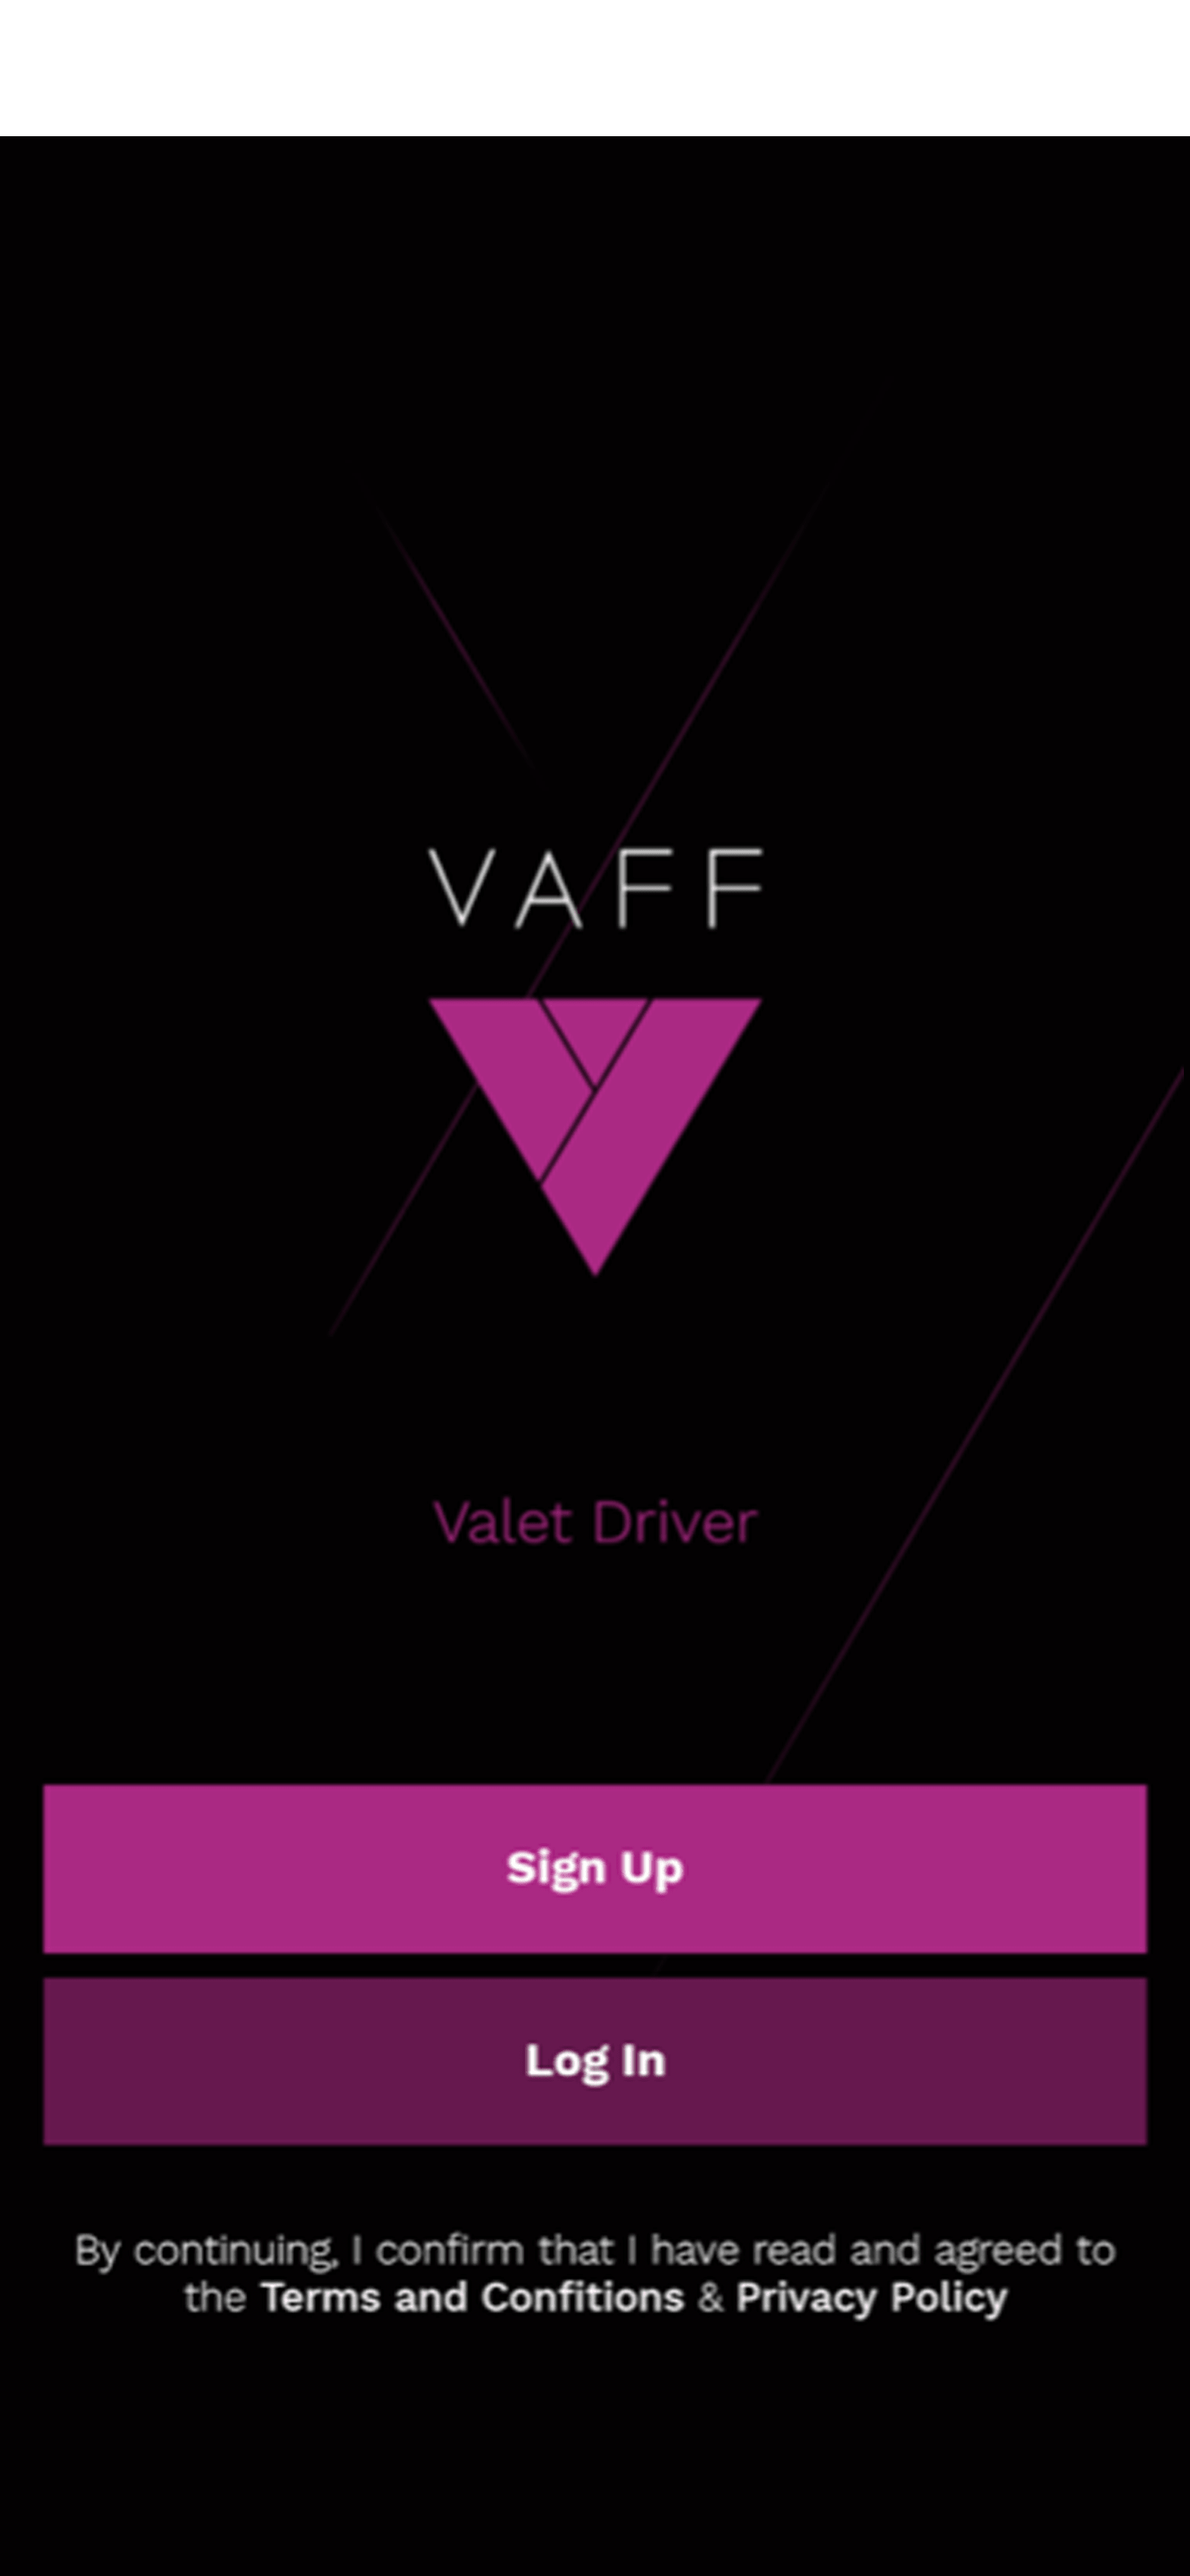 VAFF
Valet Driver
Sign Up
Log In
By continuing, I confirm that I have read and agreed to
the Terms and Confitions & Privacy Policy